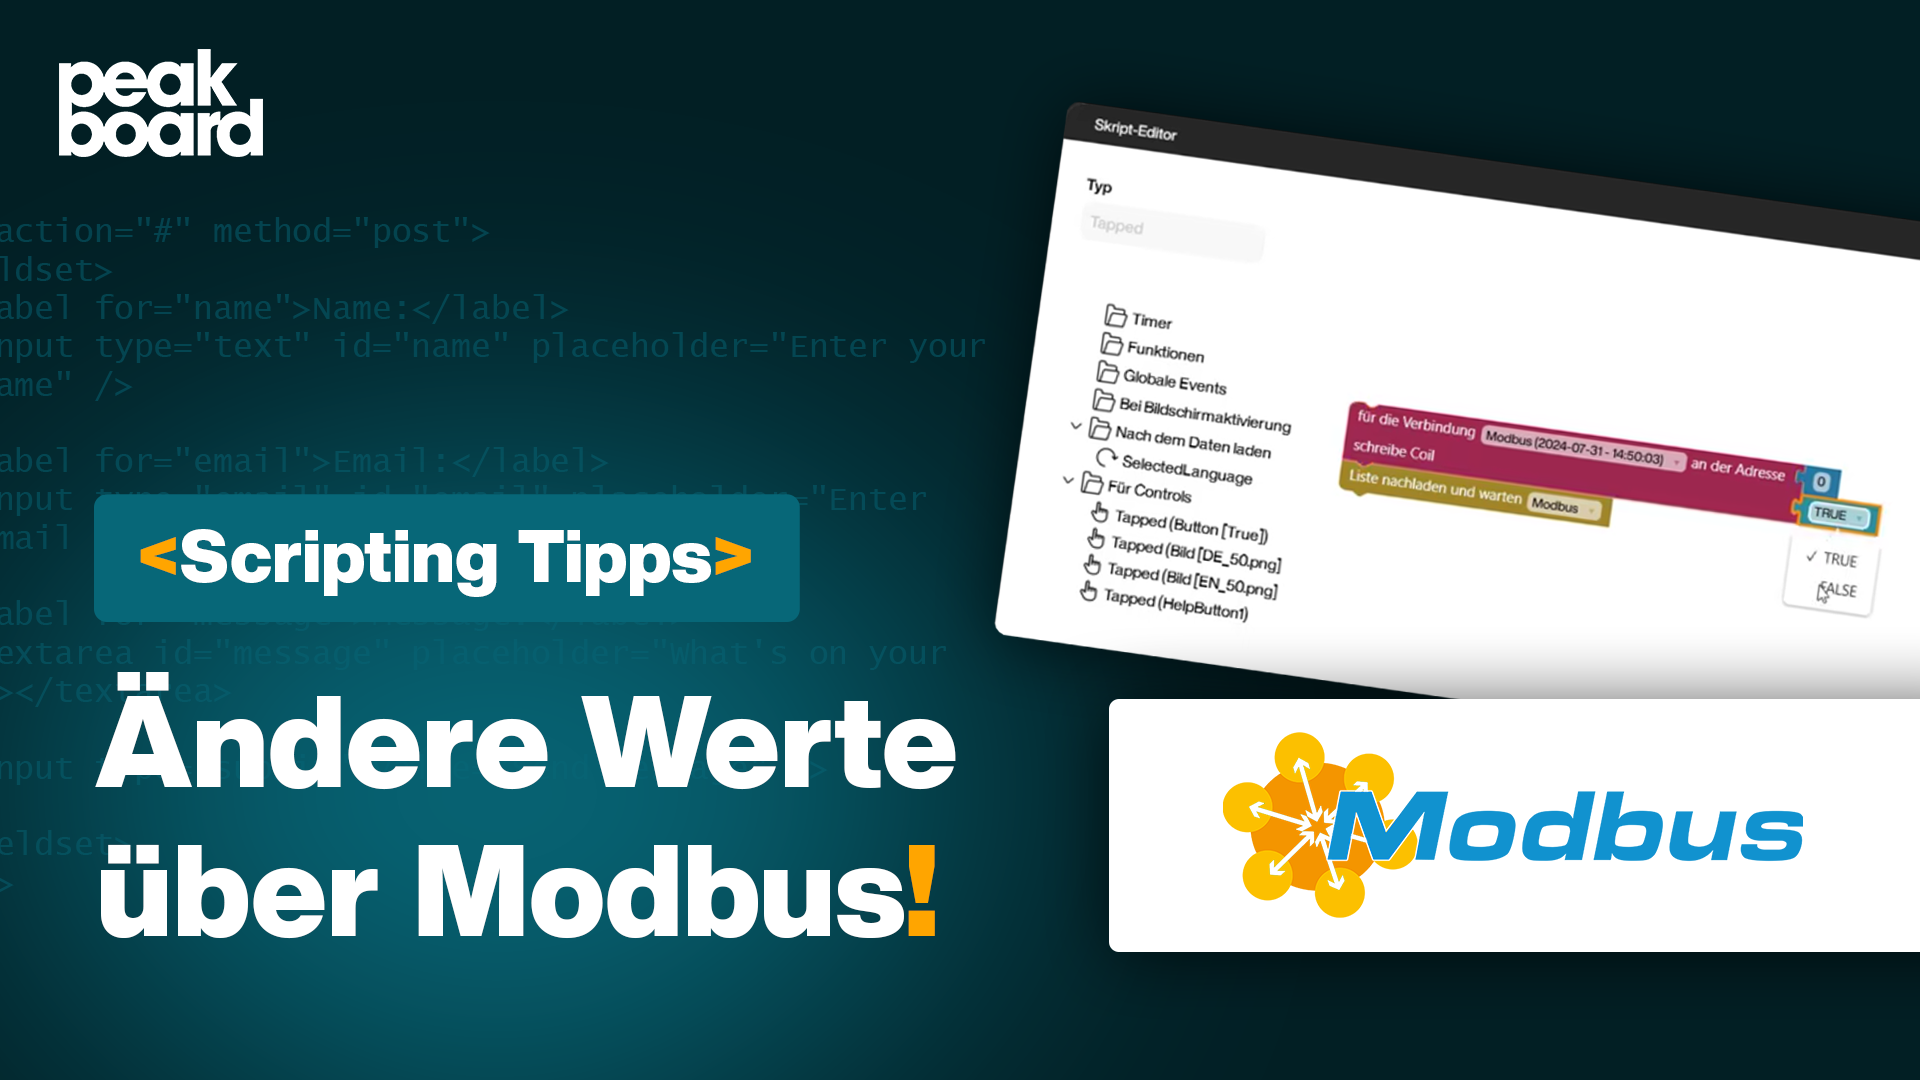 peak
board
action="#" method="post">
ldset>
abel for="name">Name:</label>
nput type="text" id="name" placeholder="Enter your
ame" />
abel for="email">Email:</label>
="Enter
mail
abel
extarea id="message" placeholder="What's on your
></textarea>
nput
eldset>
>
<Scripting Tipps>
Ändere Werte
über Modbus!
Skript-Editor
Typ
Tapped
Timer
Funktionen
Globale Events
Bei Bildschirmaktivierung
Nach dem Daten laden
SelectedLanguage
Für Controls
Tapped (Button [True])
Tapped (Bild [DE_50.png]
Tapped (Bild [EN_50.png]
Tapped (HelpButton1)
für die Verbindung Modbus (2024-07-31 - 14:50:03) an der Adresse 0
schreibe Coil TRUE
Liste nachladen und warten Modbus
TRUE
FALSE
Modbus